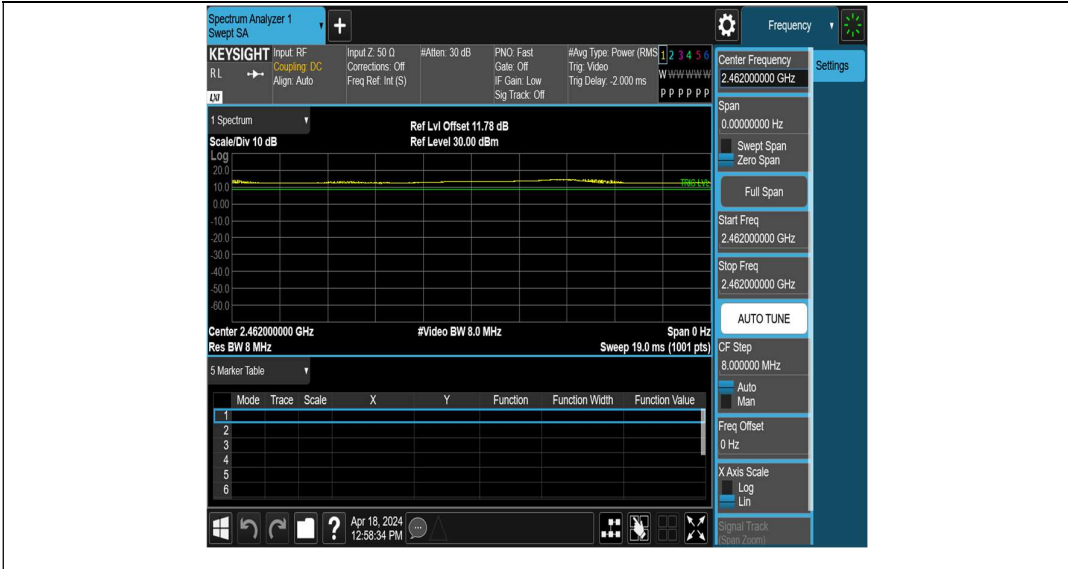 Spectrum Analyzer 1
Swept SA
+
Frequency
KEYSIGHT Input: RF Input Z: 50 Ω #Atten: 30 dB PNO: Fast #Avg Type: Power (RMS 1 2 3 4 5 6
RL Coupling: DC Corrections: Off Gate: Off Trig: Video W W W W W W
Align: Auto Freq Ref: Int (S) IF Gain: Low Trig Delay: -2.000 ms
LXI Sig Track: Off P P P P P P
1 Spectrum
Ref Lvl Offset 11.78 dB
Scale/Div 10 dB Ref Level 30.00 dBm
Log
20.0
10.0
TRIG LVL
0.00
-10.0
-20.0
-30.0
-40.0
-50.0
-60.0
Center 2.462000000 GHz #Video BW 8.0 MHz Span 0 Hz
Res BW 8 MHz Sweep 19.0 ms (1001 pts)
5 Marker Table
Mode Trace Scale X Y Function Function Width Function Value
1
2
3
4
5
6
? Apr 18, 2024
12:58:34 PM
Center Frequency
2.462000000 GHz
Settings
Span
0.00000000 Hz
Swept Span
Zero Span
Full Span
Start Freq
2.462000000 GHz
Stop Freq
2.462000000 GHz
AUTO TUNE
CF Step
8.000000 MHz
Auto
Man
Freq Offset
0 Hz
X Axis Scale
Log
Lin
Signal Track
(Span Zoom)